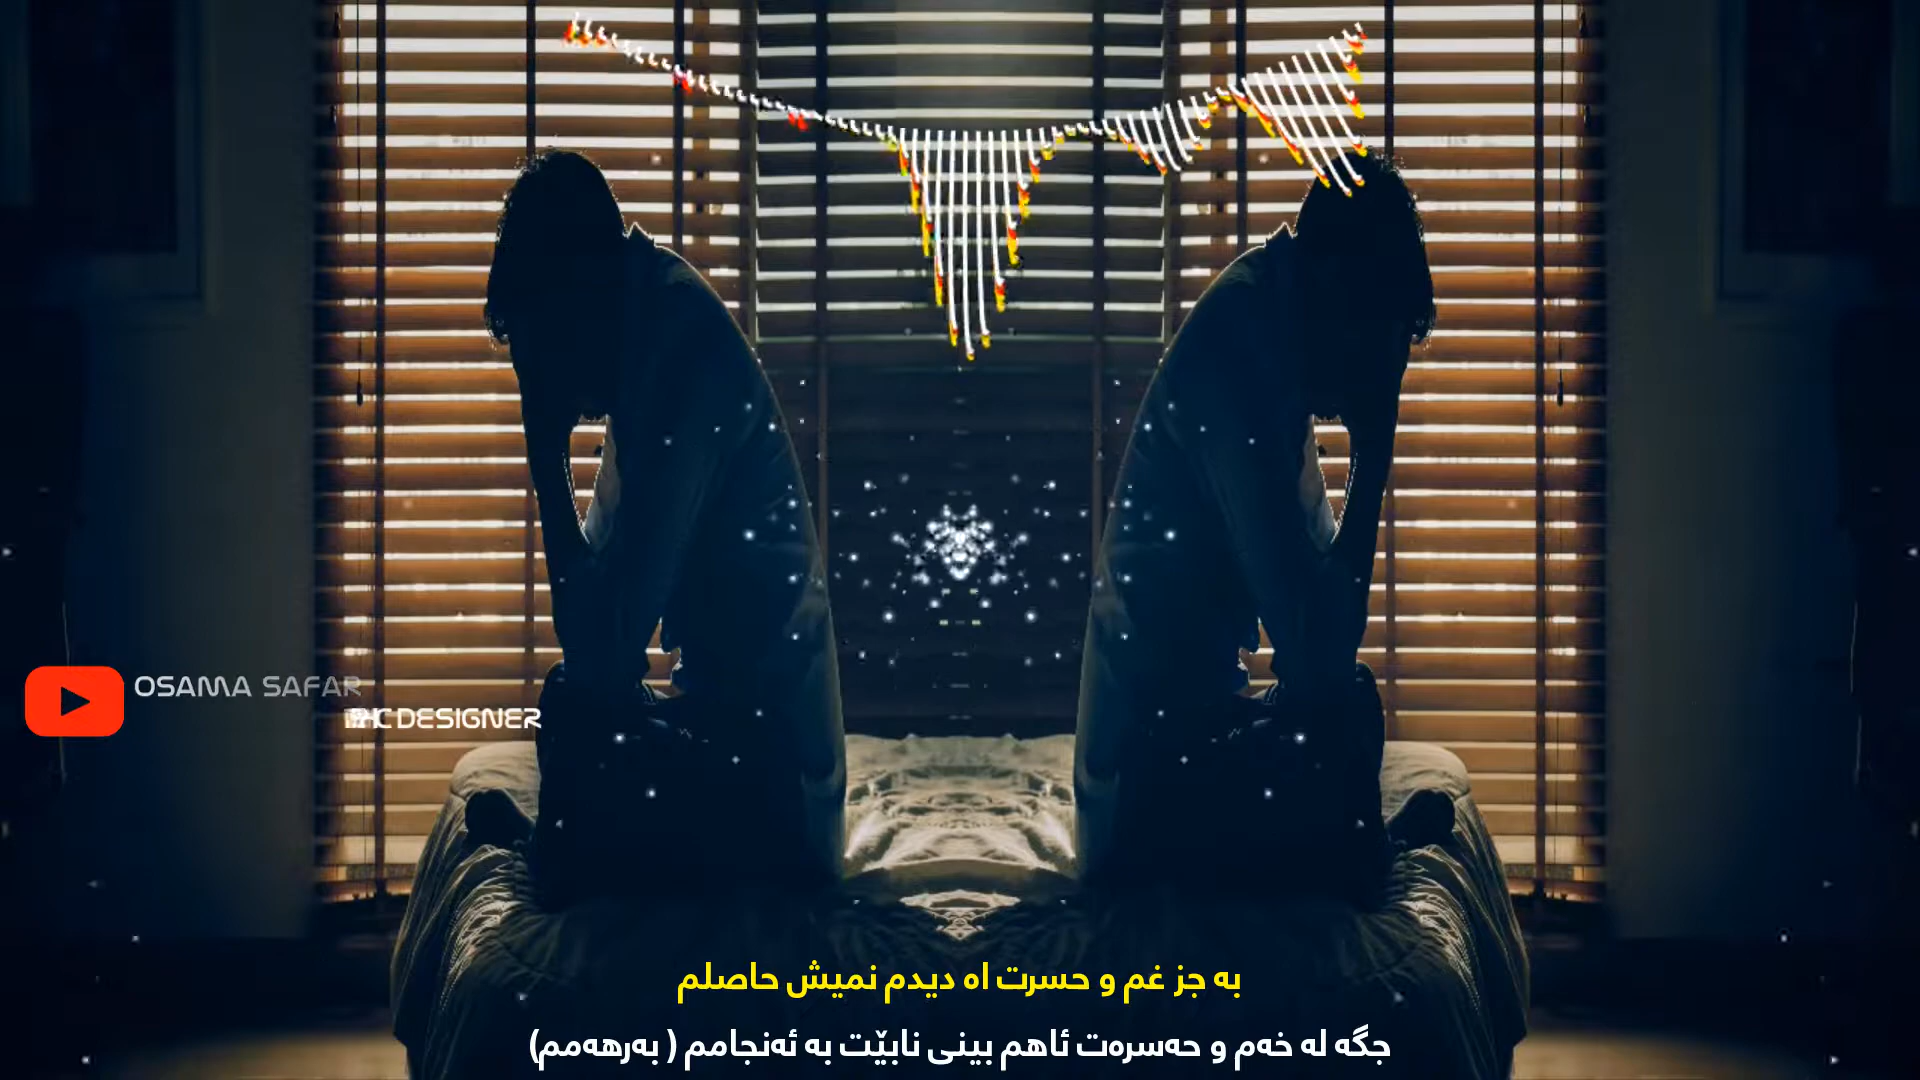 OSAMA SAFAR
DESIGNER
به جز غم و حسرت اه دیدم نمیش حاصلم
جگە لە خەم و حەسرەت ئاهم بینی نابێت بە ئەنجامم ( بەرهەمم)